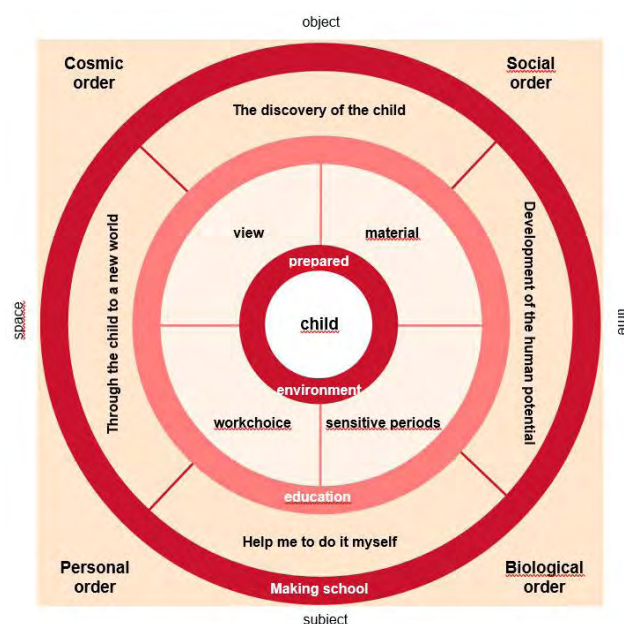 object
Cosmic
order
Social
order
The discovery of the child
view
material
prepared
child
environment
workchoice
sensitive periods
education
Through the child to a new world
Development of the human potential
space
Help me to do it myself
Personal
order
Biological
order
Making school
subject